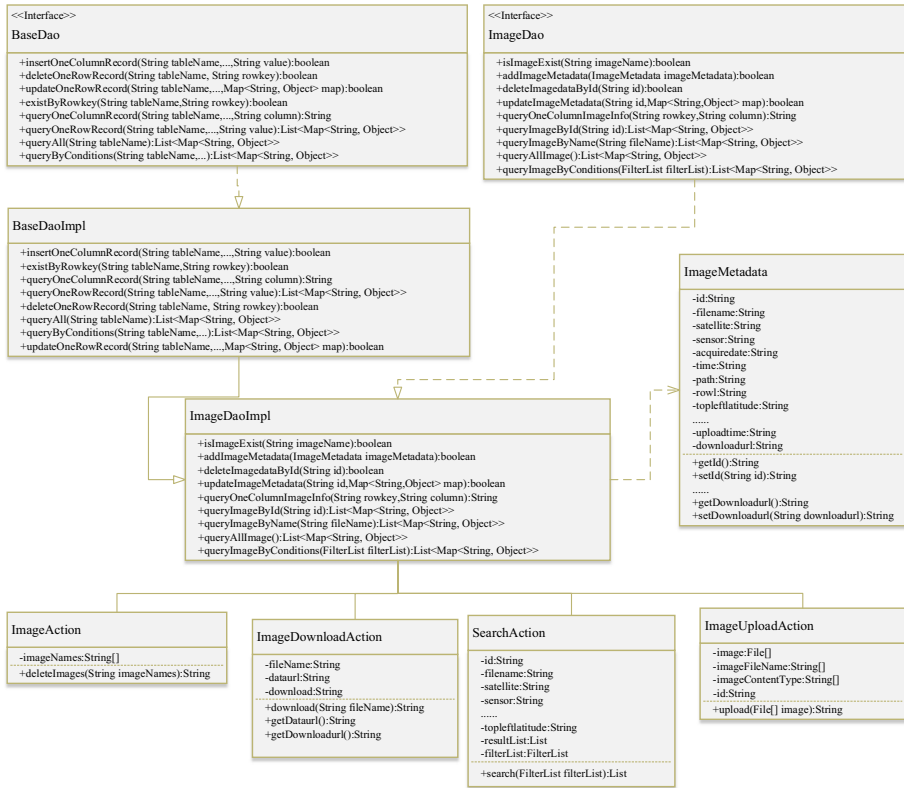 <<Interface>>
BaseDao
+insertOneColumnRecord(String tableName,...,String value):boolean
+deleteOneRowRecord(String tableName, String rowkey):boolean
+updateOneRowRecord(String tableName,...,Map<String, Object> map):boolean
+existByRowkey(String tableName,String rowkey):boolean
+queryOneColumnRecord(String tableName,...,String column):String
+queryOneRowRecord(String tableName,...,String value):List<Map<String, Object>>
+queryAll(String tableName):List<Map<String, Object>>
+queryByConditions(String tableName,...):List<Map<String, Object>>
<<Interface>>
ImageDao
+isImageExist(String imageName):boolean
+addImageMetadata(ImageMetadata imageMetadata):boolean
+deleteImagedataById(String id):boolean
+updateImageMetadata(String id,Map<String,Object> map):boolean
+queryOneColumnImageInfo(String rowkey,String column):String
+queryImageById(String id):List<Map<String, Object>>
+queryImageByName(String fileName):List<Map<String, Object>>
+queryAllImage():List<Map<String, Object>>
+queryImageByConditions(FilterList filterList):List<Map<String, Object>>
BaseDaoImpl
+insertOneColumnRecord(String tableName,...,String value):boolean
+existByRowkey(String tableName,String rowkey):boolean
+queryOneColumnRecord(String tableName,...,String column):String
+queryOneRowRecord(String tableName,...,String value):List<Map<String, Object>>
+deleteOneRowRecord(String tableName, String rowkey):boolean
+queryAll(String tableName):List<Map<String, Object>>
+queryByConditions(String tableName,...):List<Map<String, Object>>
+updateOneRowRecord(String tableName,...,Map<String, Object> map):boolean
ImageMetadata
-id:String
-filename:String
-satellite:String
-sensor:String
-acquiredate:String
-time:String
-path:String
-rowl:String
-topleftlatitude:String
......
-uploadtime:String
-downloadurl:String
+getId():String
+setId(String id):String
......
+getDownloadurl():String
+setDownloadurl(String downloadurl):String
ImageDaoImpl
+isImageExist(String imageName):boolean
+addImageMetadata(ImageMetadata imageMetadata):boolean
+deleteImagedataById(String id):boolean
+updateImageMetadata(String id,Map<String,Object> map):boolean
+queryOneColumnImageInfo(String rowkey,String column):String
+queryImageById(String id):List<Map<String, Object>>
+queryImageByName(String fileName):List<Map<String, Object>>
+queryAllImage():List<Map<String, Object>>
+queryImageByConditions(FilterList filterList):List<Map<String, Object>>
ImageAction
-imageNames:String[]
+deleteImages(String imageNames):String
ImageDownloadAction
-fileName:String
-dataurl:String
-download:String
+download(String fileName):String
+getDataurl():String
+getDownloadurl():String
SearchAction
-id:String
-filename:String
-satellite:String
-sensor:String
......
-topleftlatitude:String
-resultList:List
-filterList:FilterList
+search(FilterList filterList):List
ImageUploadAction
-image:File[]
-imageFileName:String[]
-imageContentType:String[]
-id:String
+upload(File[] image):String